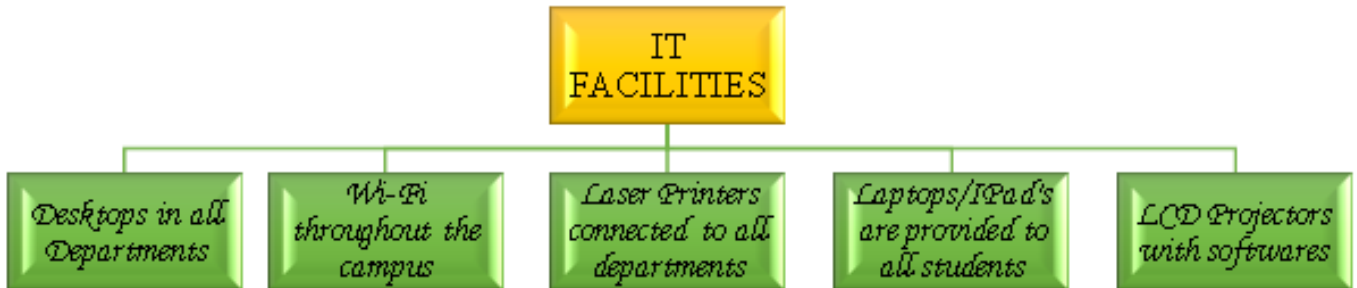 IT
FACILITIES
Desktops in all
Departments
Wi-Fi
throughout the
campus
Laser Printers
connected to all
departments
Laptops/IPad's
are provided to
all students
LCD Projectors
with softwares